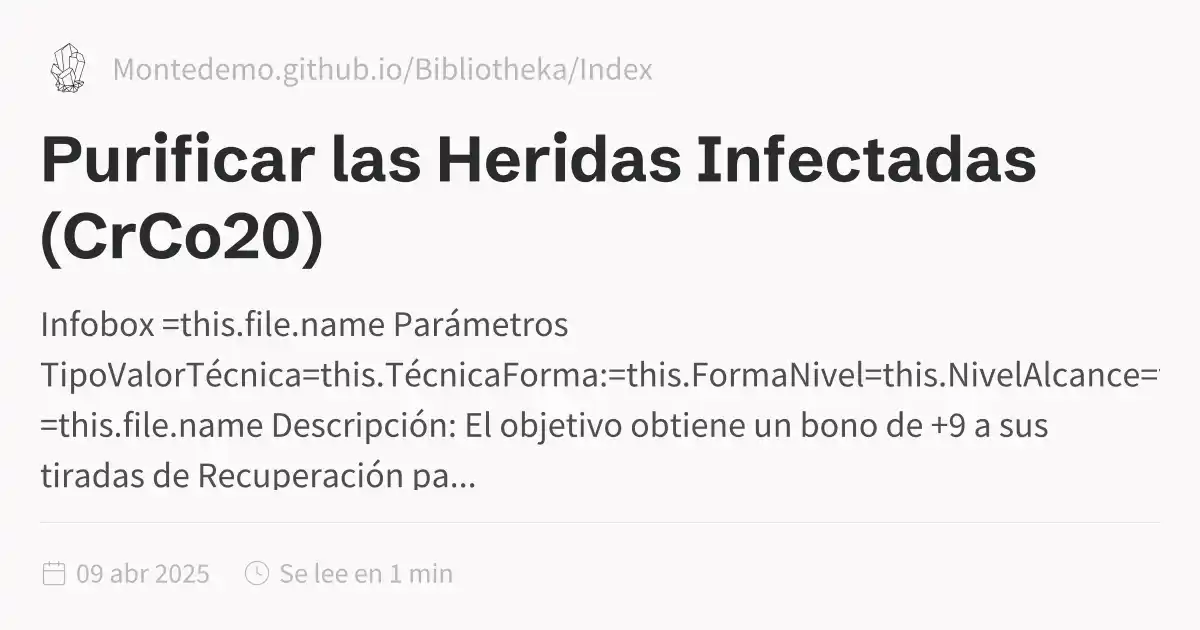 Montedemo.github.io/Bibliotheka/Index
Purificar las Heridas Infectadas
(CrCo20)
Infobox =this.file.name Parámetros
TipoValorTécnica=this.TécnicaForma:=this.FormaNivel=this.NivelAlcance=
=this.file.name Descripción: El objetivo obtiene un bono de +9 a sus
tiradas de Recuperación pa...
09 abr 2025
Se lee en 1 min